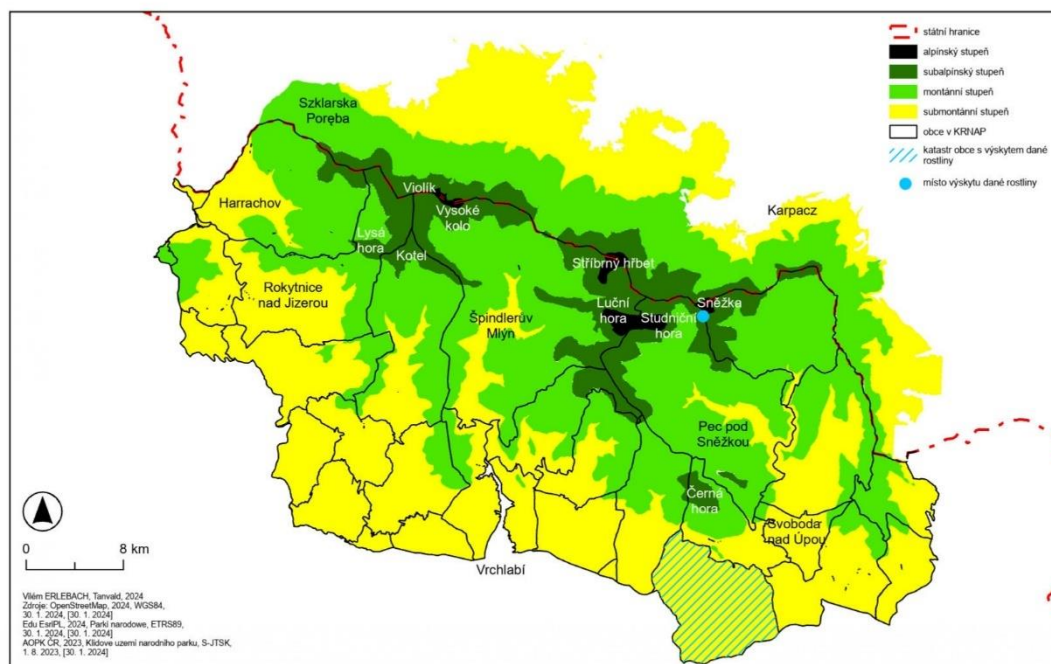 státní hranice
alpínský stupeň
subalpínský stupeň
montánní stupeň
submontánní stupeň
obce v KRNAP
katastr obce s výskytem dané
rostliny
místo výskytu dané rostliny
Szklarska
Poręba
Violík
Vysoké
kolo
Harrachov
Lysá
hora
Kotel
Karpacz
Stříbrný hřbet
Rokytnice
nad Jizerou
Luční
hora
Studniční
hora
Sněžka
Špindlerův
Mlýn
Pec pod
Sněžkou
Černá
hora
Svoboda
nad Úpou
Vrchlabí
0 8 km
Vilém ERLEBACH, Tanvald, 2024
Zdroje: OpenStreetMap, 2024, WGS84,
30. 1. 2024, [30. 1. 2024]
Edu EsriPL, 2024, Parki narodowe, ETRS89,
30. 01. 2024, [30. 1. 2024]
AOPK ČR, 2023, Klidove uzemi narodniho parku, S-JTSK,
1. 8. 2023, [30. 1. 2024]